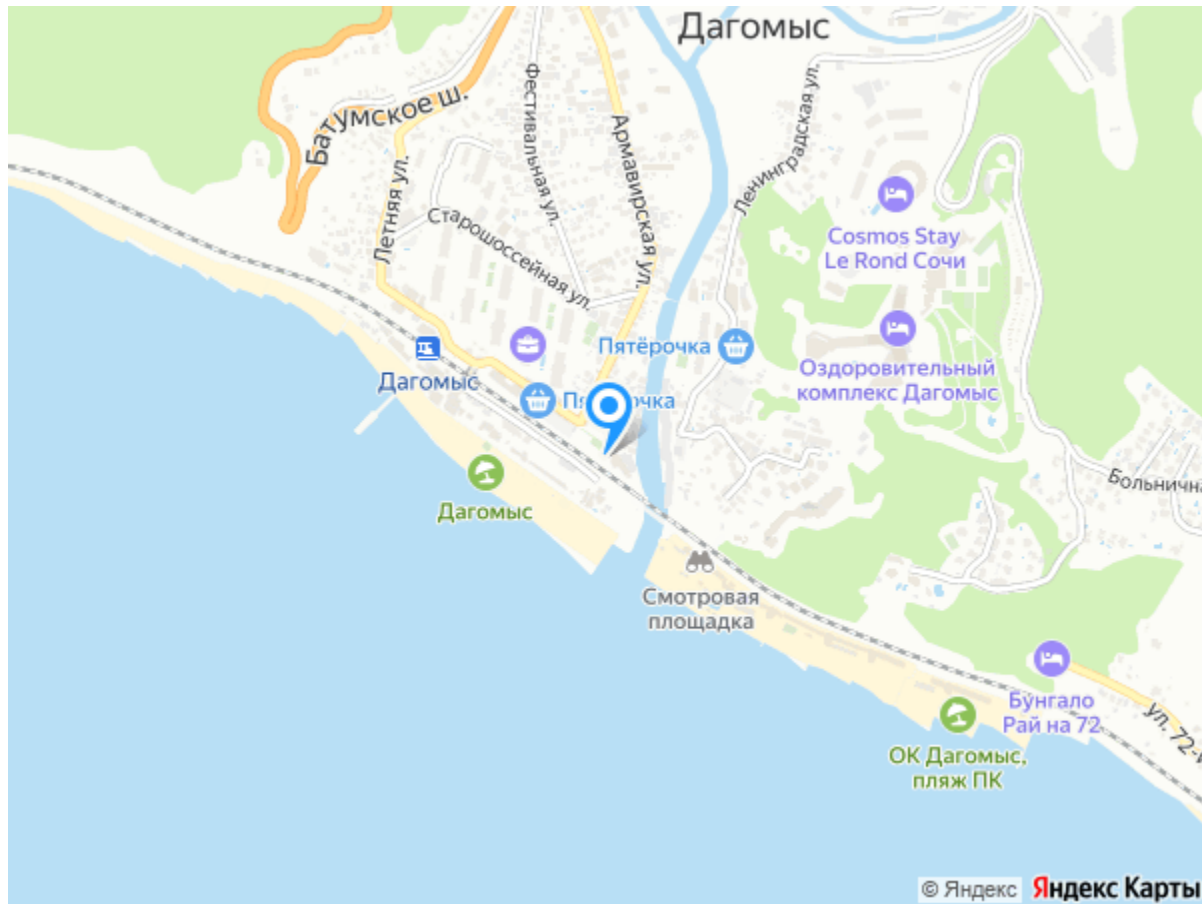 Дагомыс
Батумское ш.
Фестивальная ул.
Армавирская ул.
Ленинградская ул.
Летняя ул.
Старошоссейная ул.
Cosmos Stay
Le Rond Сочи
Пятёрочка
Оздоровительный
комплекс Дагомыс
Дагомыс
Дагомыс
Смотровая
площадка
Бунгало
Рай на 72
ул. 72-
ОК Дагомыс,
пляж ПК
© Яндекс Яндекс Карты